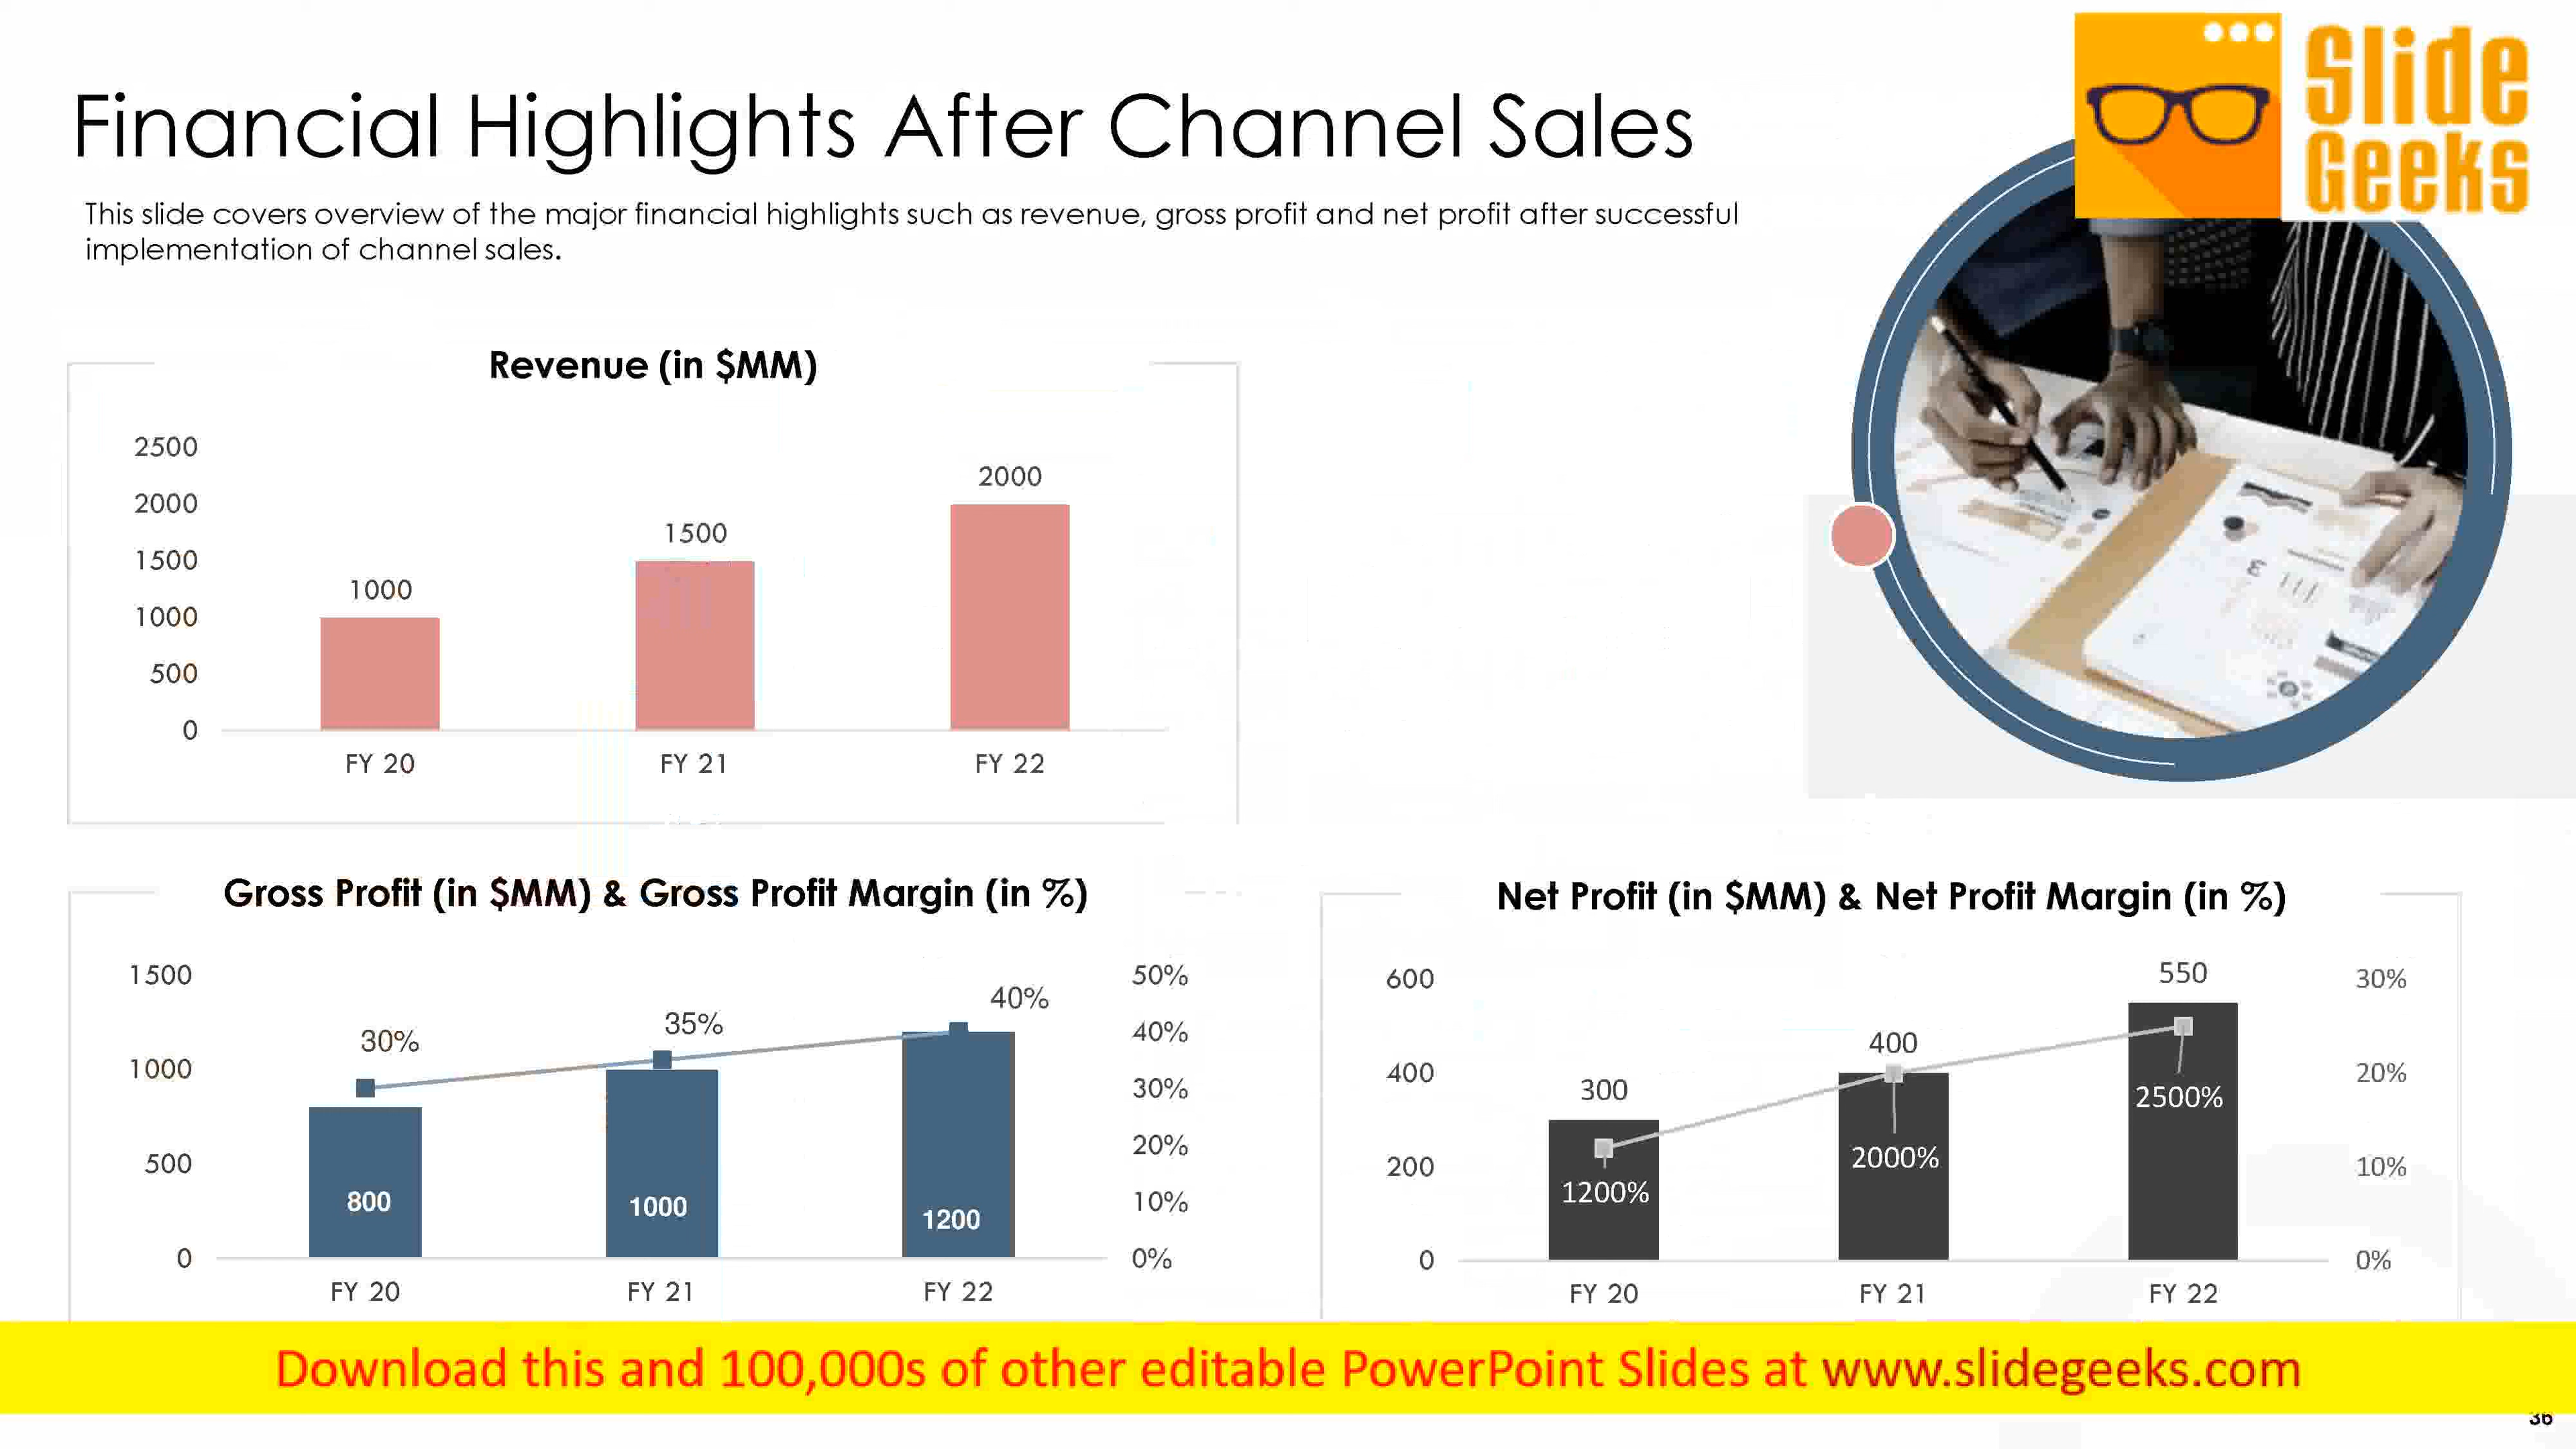 Slide
Geeks
Financial Highlights After Channel Sales
This slide covers overview of the major financial highlights such as revenue, gross profit and net profit after successful
implementation of channel sales.
Revenue (in $MM)
2500
2000
1500
1000
500
0
1000
1500
2000
FY 20
FY 21
FY 22
Gross Profit (in $MM) & Gross Profit Margin (in %)
1500
1000
500
0
30%
35%
40%
800
1000
1200
50%
40%
30%
20%
10%
0%
FY 20
FY 21
FY 22
Net Profit (in $MM) & Net Profit Margin (in %)
600
400
200
0
300
400
550
1200%
2000%
2500%
30%
20%
10%
0%
FY 20
FY 21
FY 22
Download this and 100,000s of other editable PowerPoint Slides at www.slidegeeks.com
36